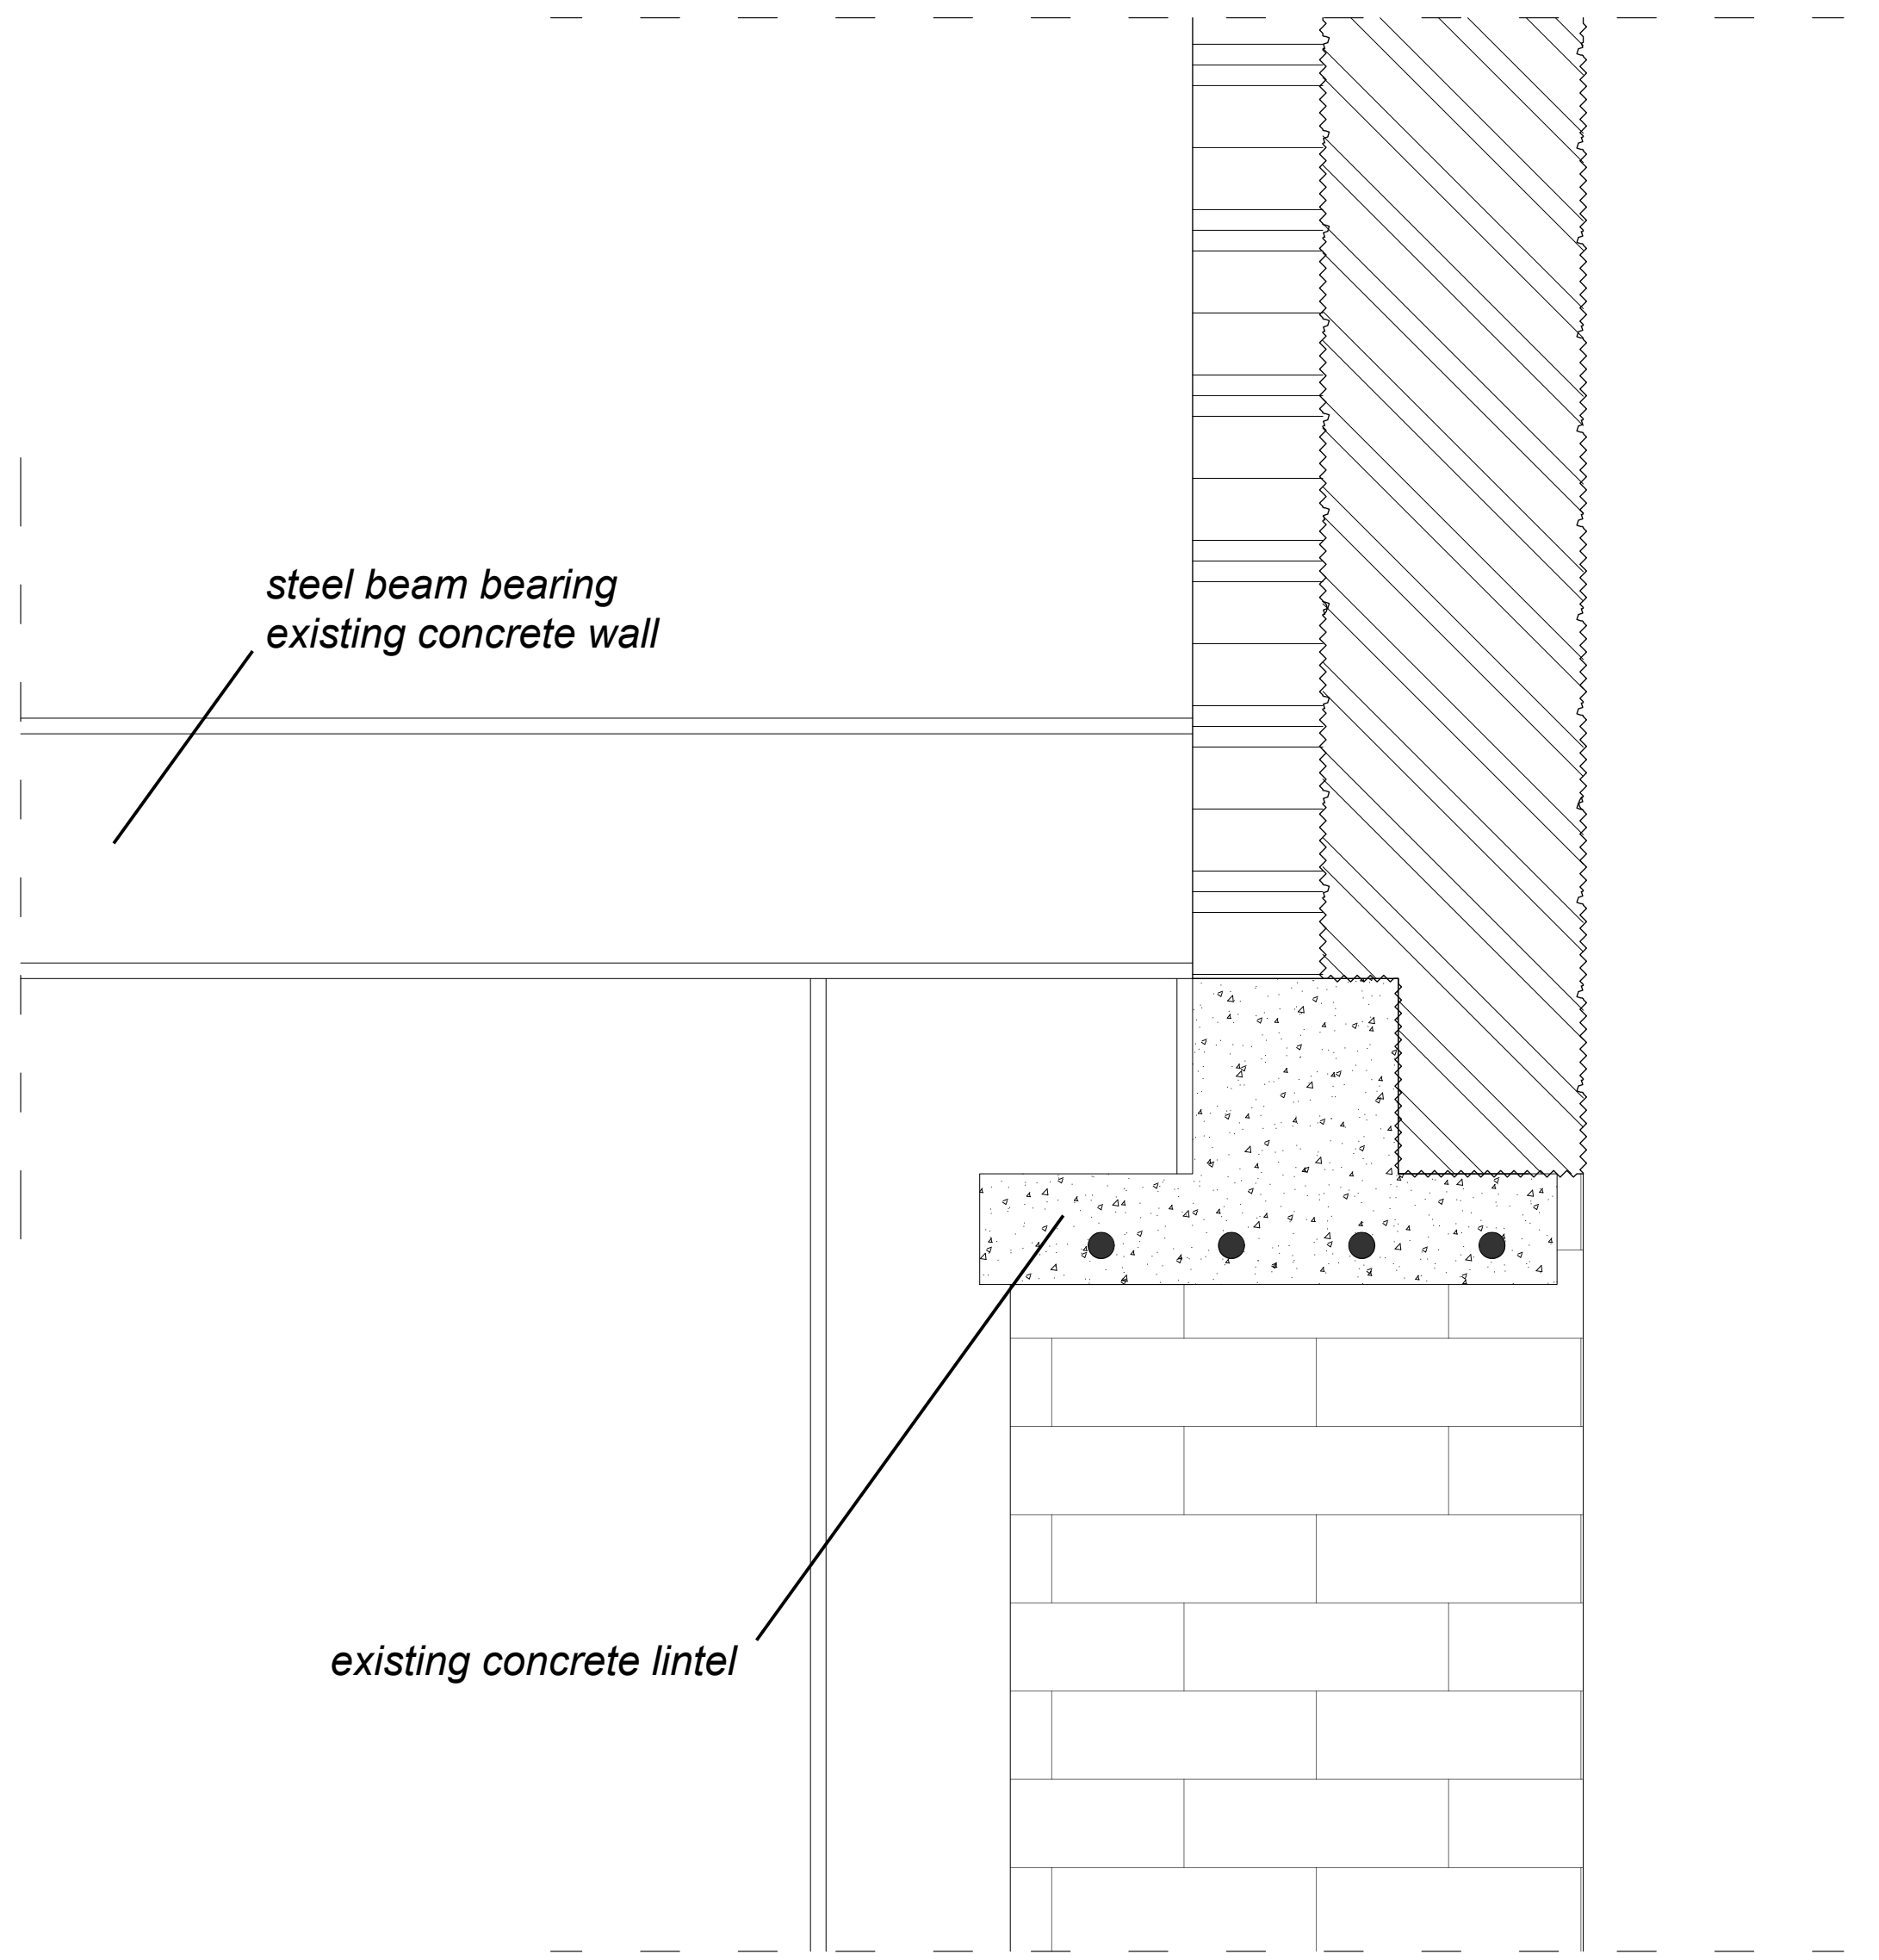 steel beam bearing
existing concrete wall
existing concrete lintel